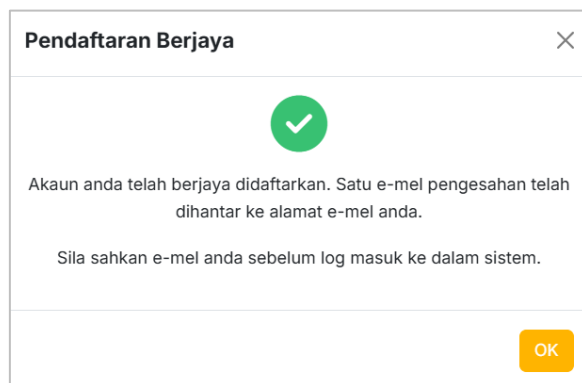 Pendaftaran Berjaya
Akaun anda telah berjaya didaftarkan. Satu e-mel pengesahan telah
dihantar ke alamat e-mel anda.
Sila sahkan e-mel anda sebelum log masuk ke dalam sistem.
OK